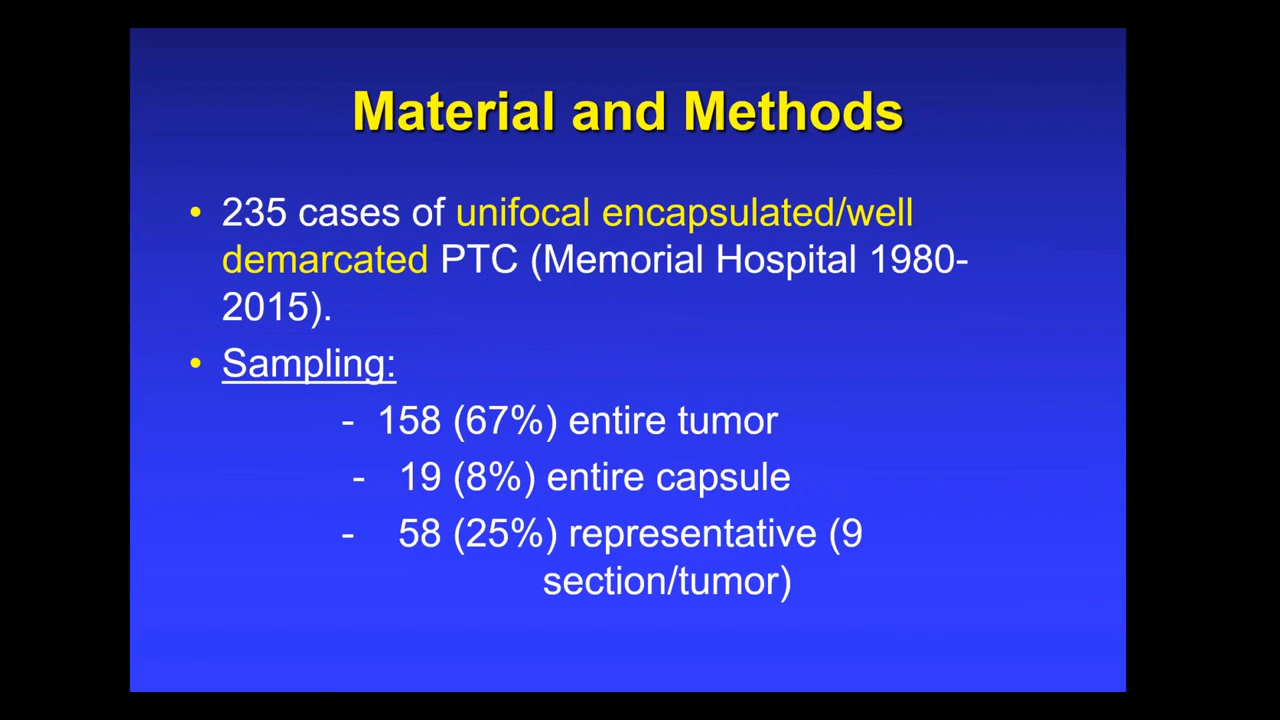 Material and Methods
• 235 cases of unifocal encapsulated/well
demarcated PTC (Memorial Hospital 1980-
2015).
• Sampling:
- 158 (67%) entire tumor
- 19 (8%) entire capsule
- 58 (25%) representative (9
section/tumor)